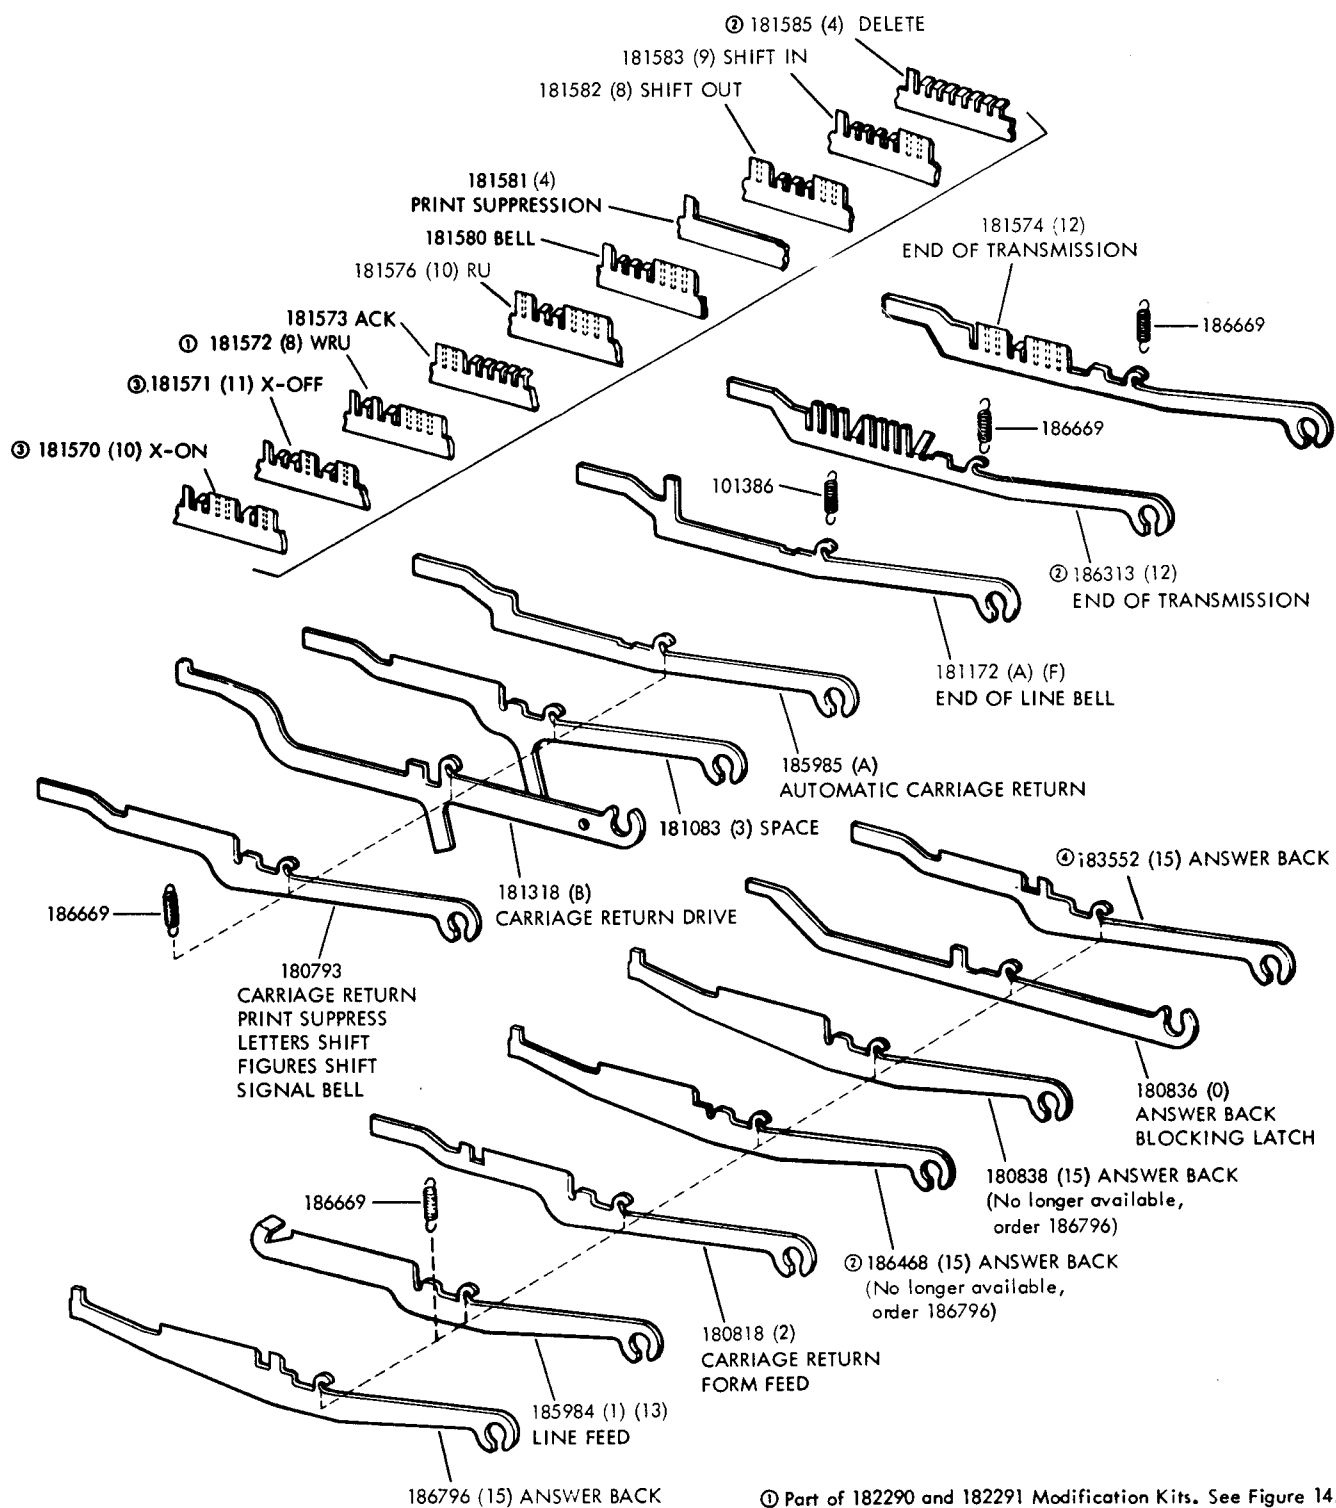 ② 181585 (4) DELETE
181583 (9) SHIFT IN
181582 (8) SHIFT OUT
181581 (4)
PRINT SUPPRESSION
181580 BELL
181576 (10) RU
181573 ACK
① 181572 (8) WRU
③.181571 (11) X-OFF
③ 181570 (10) X-ON
181574 (12)
END OF TRANSMISSION
186669
186669
101386
② 186313 (12)
END OF TRANSMISSION
181172 (A) (F)
END OF LINE BELL
185985 (A)
AUTOMATIC CARRIAGE RETURN
181083 (3) SPACE
181318 (B)
CARRIAGE RETURN DRIVE
186669
180793
CARRIAGE RETURN
PRINT SUPPRESS
LETTERS SHIFT
FIGURES SHIFT
SIGNAL BELL
④ 183552 (15) ANSWER BACK
180836 (0)
ANSWER BACK
BLOCKING LATCH
180838 (15) ANSWER BACK
(No longer available,
order 186796)
② 186468 (15) ANSWER BACK
(No longer available,
order 186796)
186669
180818 (2)
CARRIAGE RETURN
FORM FEED
185984 (1) (13)
LINE FEED
186796 (15) ANSWER BACK
① Part of 182290 and 182291 Modification Kits. See Figure 14